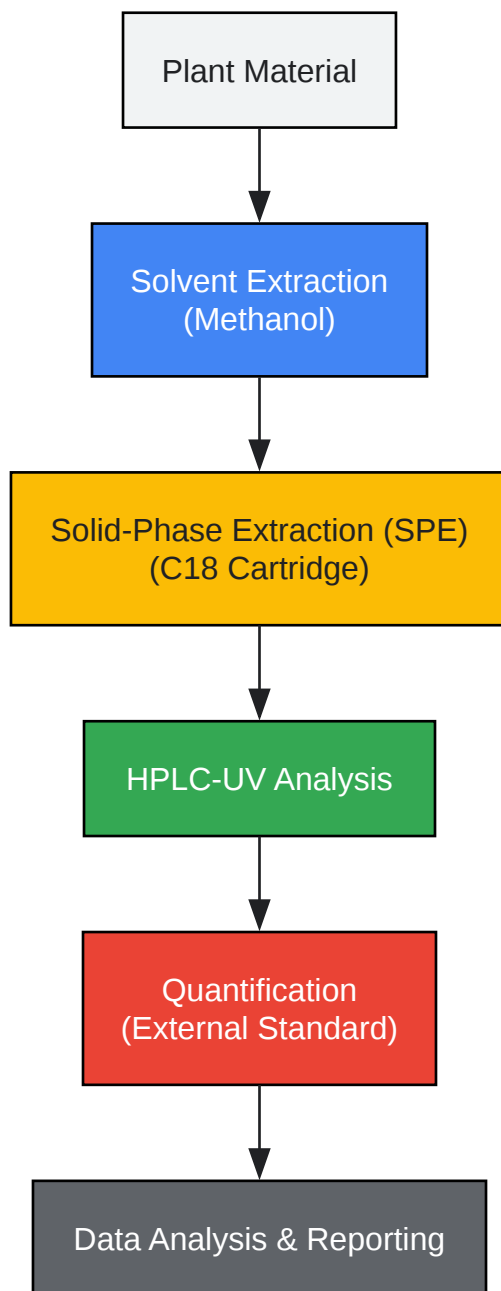 Plant Material
Solvent Extraction
(Methanol)
Solid-Phase Extraction (SPE)
(C18 Cartridge)
HPLC-UV Analysis
Quantification
(External Standard)
Data Analysis & Reporting